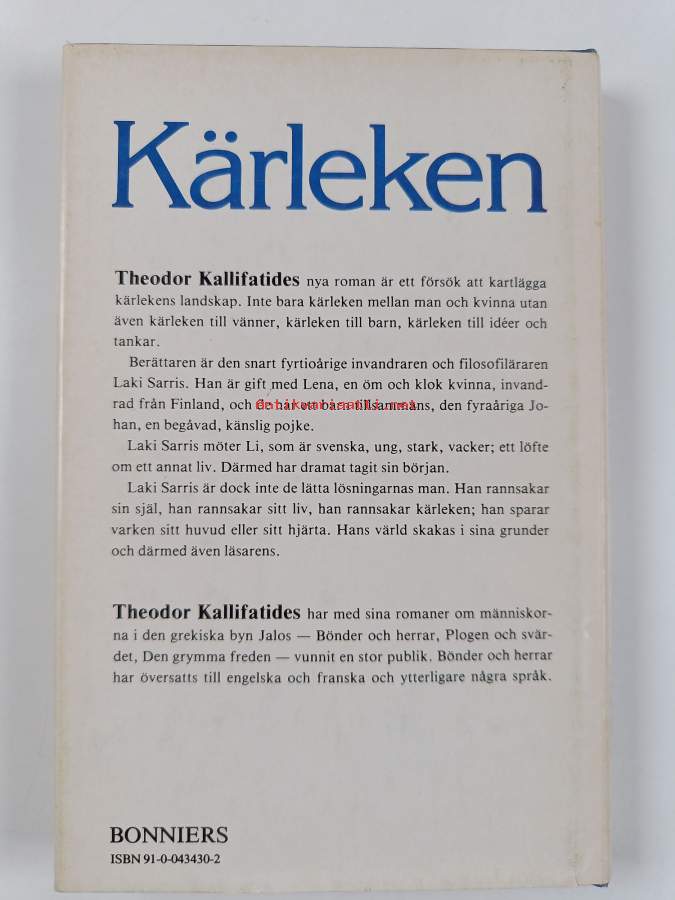 Kärleken
Theodor Kallifatides nya roman är ett försök att kartlägga
kärlekens landskap. Inte bara kärleken mellan man och kvinna utan
även kärleken till vänner, kärleken till barn, kärleken till idéer och
tankar.
Berättaren är den snart fyrtioårige invandraren och filosofiläraren
Laki Sarris. Han är gift med Lena, en öm och klok kvinna, invand-
rad från Finland, och de har ett barn tillsammans, den fyraåriga Jo-
han, en begåvad, känslig pojke.
Laki Sarris möter Li, som är svenska, ung, stark, vacker; ett löfte
om ett annat liv. Därmed har dramat tagit sin början.
Laki Sarris är dock inte de lätta lösningarnas man. Han rannsakar
sin själ, han rannsakar sitt liv, han rannsakar kärleken; han sparar
varken sitt huvud eller sitt hjärta. Hans värld skakas i sina grunder
och därmed även läsarens.
Theodor Kallifatides har med sina romaner om människor-
na i den grekiska byn Jalos — Bönder och herrar, Plogen och svär-
det, Den grymma freden — vunnit en stor publik. Bönder och herrar
har översatts till engelska och franska och ytterligare några språk.
BONNIERS
ISBN 91-0-043430-2